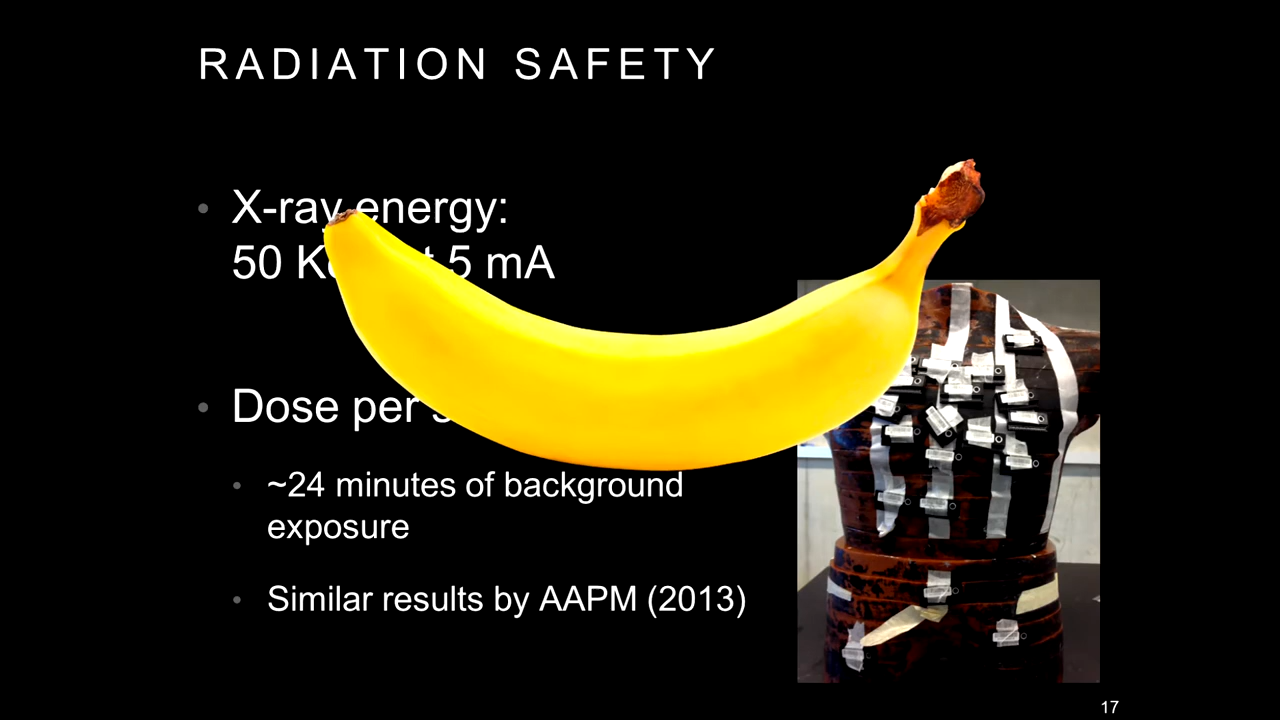 RADIATION SAFETY
• X-ray energy:
50 5 mA
• Dose per
• ~24 minutes of background
exposure
• Similar results by AAPM (2013)
17